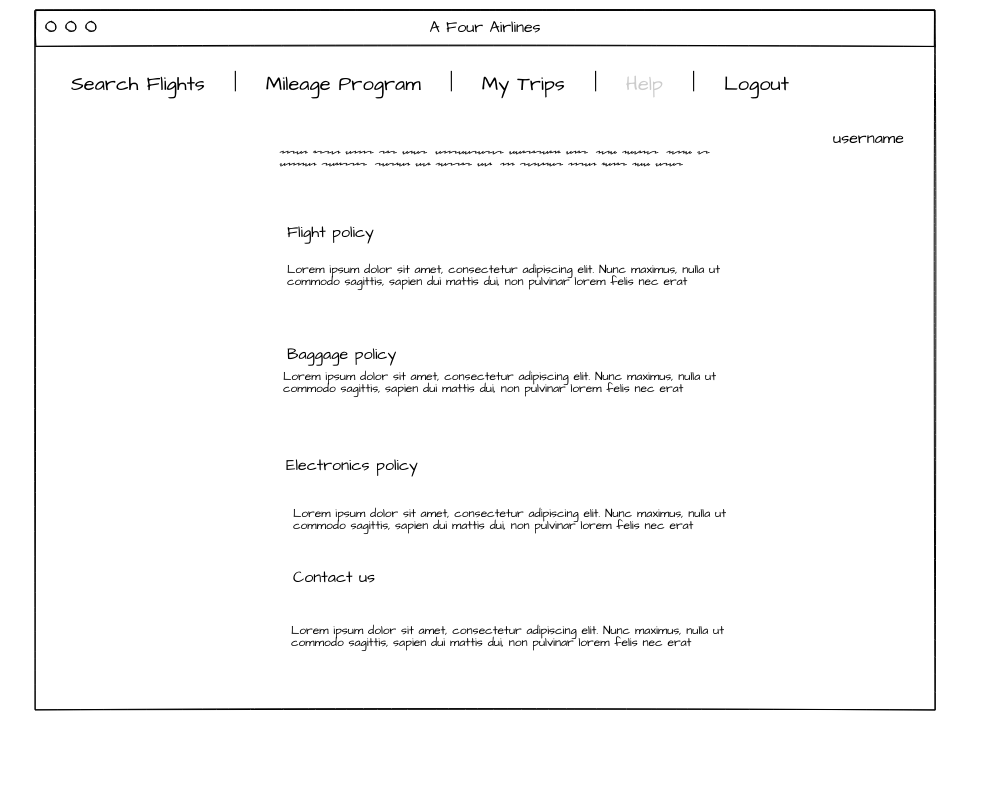 A Four Airlines
Search Flights | Mileage Program | My Trips | Help | Logout
username
Flight policy
Lorem ipsum dolor sit amet, consectetur adipiscing elit. Nunc maximus, nulla ut
commodo sagittis, sapien dui mattis dui, non pulvinar lorem felis nec erat
Baggage policy
Lorem ipsum dolor sit amet, consectetur adipiscing elit. Nunc maximus, nulla ut
commodo sagittis, sapien dui mattis dui, non pulvinar lorem felis nec erat
Electronics policy
Lorem ipsum dolor sit amet, consectetur adipiscing elit. Nunc maximus, nulla ut
commodo sagittis, sapien dui mattis dui, non pulvinar lorem felis nec erat
Contact us
Lorem ipsum dolor sit amet, consectetur adipiscing elit. Nunc maximus, nulla ut
commodo sagittis, sapien dui mattis dui, non pulvinar lorem felis nec erat